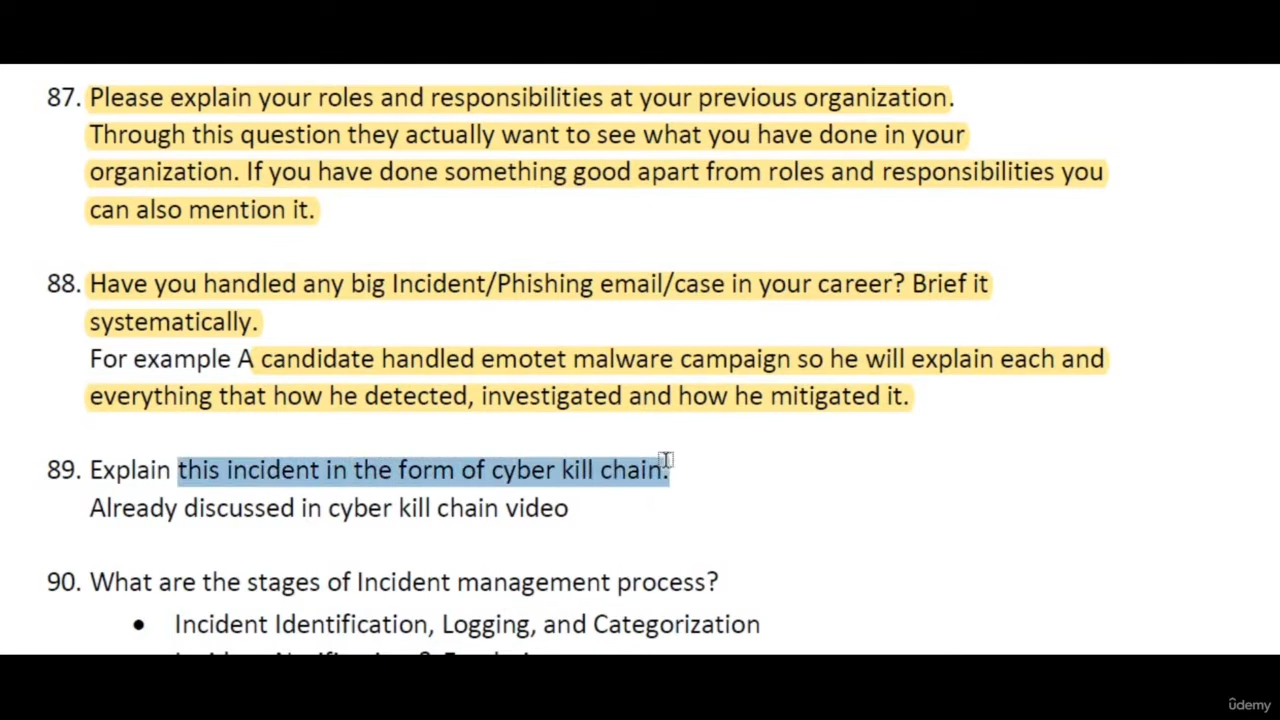 87. Please explain your roles and responsibilities at your previous organization.
Through this question they actually want to see what you have done in your
organization. If you have done something good apart from roles and responsibilities you
can also mention it.
88. Have you handled any big Incident/Phishing email/case in your career? Brief it
systematically.
For example A candidate handled emotet malware campaign so he will explain each and
everything that how he detected, investigated and how he mitigated it.
89. Explain this incident in the form of cyber kill chain.
Already discussed in cyber kill chain video
90. What are the stages of Incident management process?
• Incident Identification, Logging, and Categorization
ûdemy